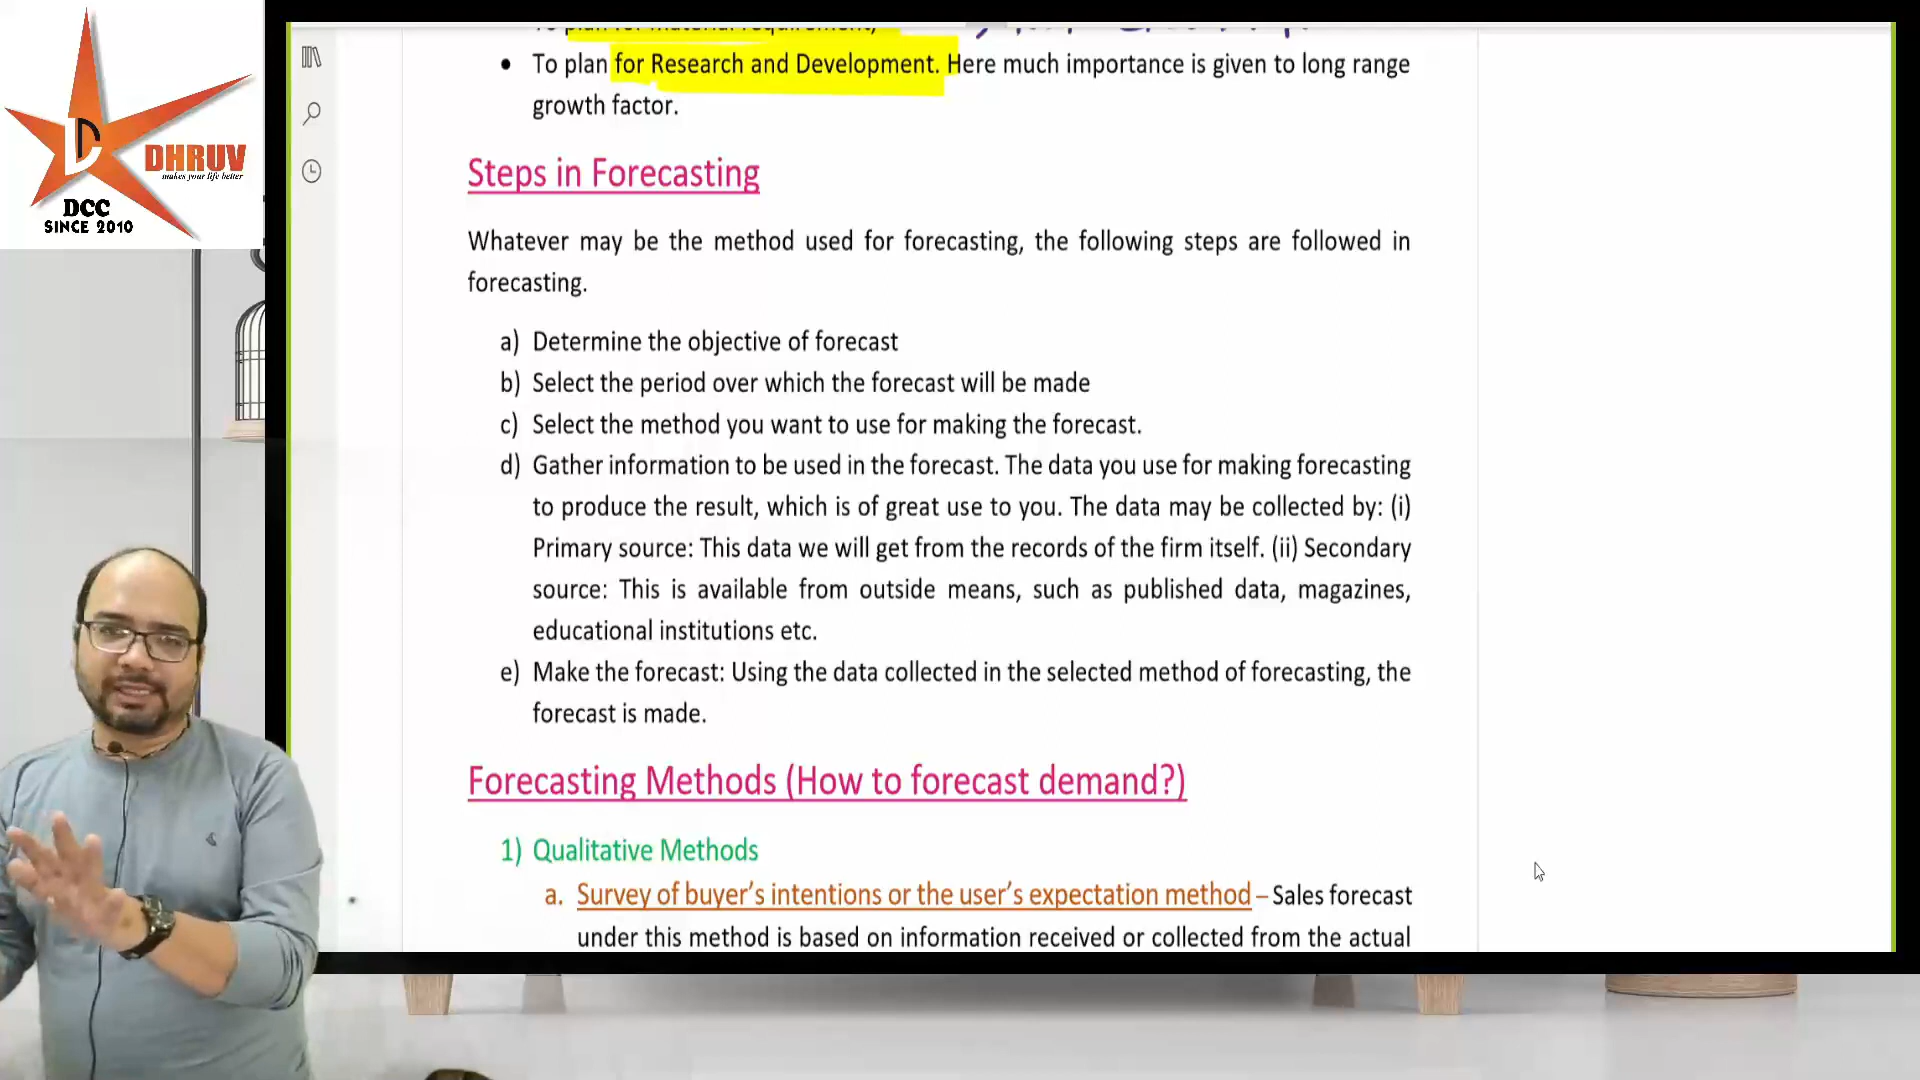 DHRUV
makes your life better
DCC
SINCE 2010
To plan for material requirement,
• To plan for Research and Development. Here much importance is given to long range
growth factor.
Steps in Forecasting
Whatever may be the method used for forecasting, the following steps are followed in
forecasting.
a) Determine the objective of forecast
b) Select the period over which the forecast will be made
c) Select the method you want to use for making the forecast.
d) Gather information to be used in the forecast. The data you use for making forecasting
to produce the result, which is of great use to you. The data may be collected by: (i)
Primary source: This data we will get from the records of the firm itself. (ii) Secondary
source: This is available from outside means, such as published data, magazines,
educational institutions etc.
e) Make the forecast: Using the data collected in the selected method of forecasting, the
forecast is made.
Forecasting Methods (How to forecast demand?)
1) Qualitative Methods
a. Survey of buyer's intentions or the user's expectation method – Sales forecast
under this method is based on information received or collected from the actual